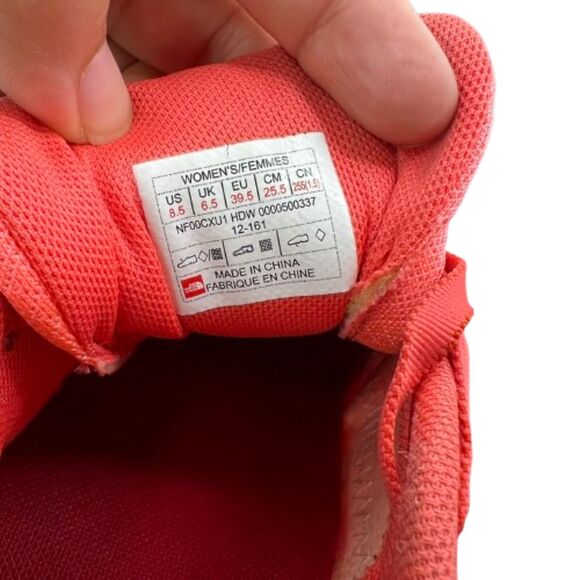 WOMEN'S/FEMMES
US UK EU CM CN
8.5 6.5 39.5 25.5 255(1.5)
NF00CXU1 HDW 0000500337
12-161
MADE IN CHINA
FABRIQUE EN CHINE